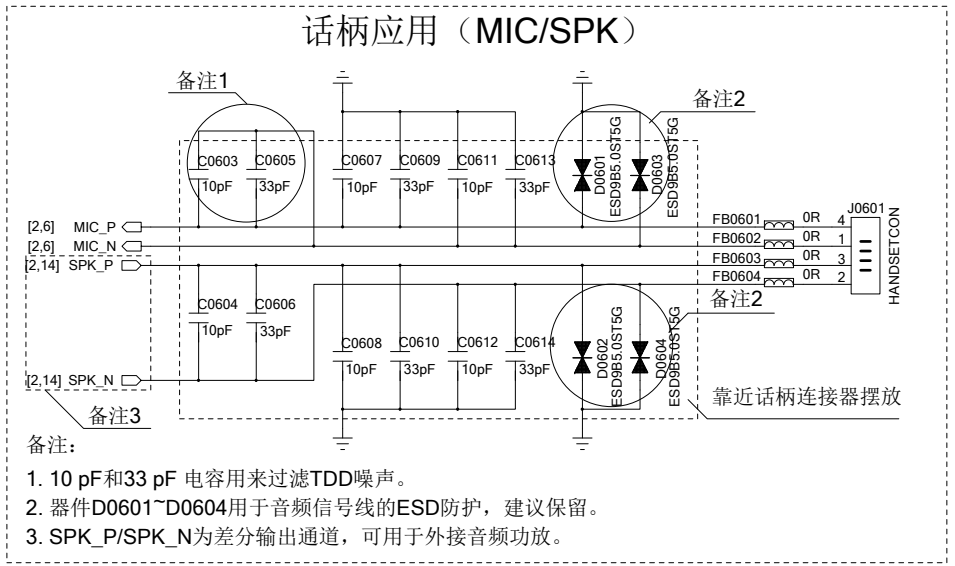 话柄应用（MIC/SPK）
备注1
备注2
C0603
C0605
C0607
C0609
C0611
C0613
10pF
33pF
10pF
33pF
10pF
33pF
D0601
ESD9B5.0ST5G
D0603
ESD9B5.0ST5G
[2,6] MIC_P
[2,6] MIC_N
[2,14] SPK_P
[2,14] SPK_N
FB0601 0R 4
FB0602 0R 1
FB0603 0R 3
FB0604 0R 2
J0601
HANDSETCON
C0604
C0606
10pF
33pF
C0608
C0610
C0612
C0614
10pF
33pF
10pF
33pF
D0602
ESD9B5.0ST5G
D0604
ESD9B5.0ST5G
备注2
靠近话柄连接器摆放
备注3
备注：
1. 10 pF和33 pF 电容用来过滤TDD噪声。
2. 器件D0601~D0604用于音频信号线的ESD防护，建议保留。
3. SPK_P/SPK_N为差分输出通道，可用于外接音频功放。